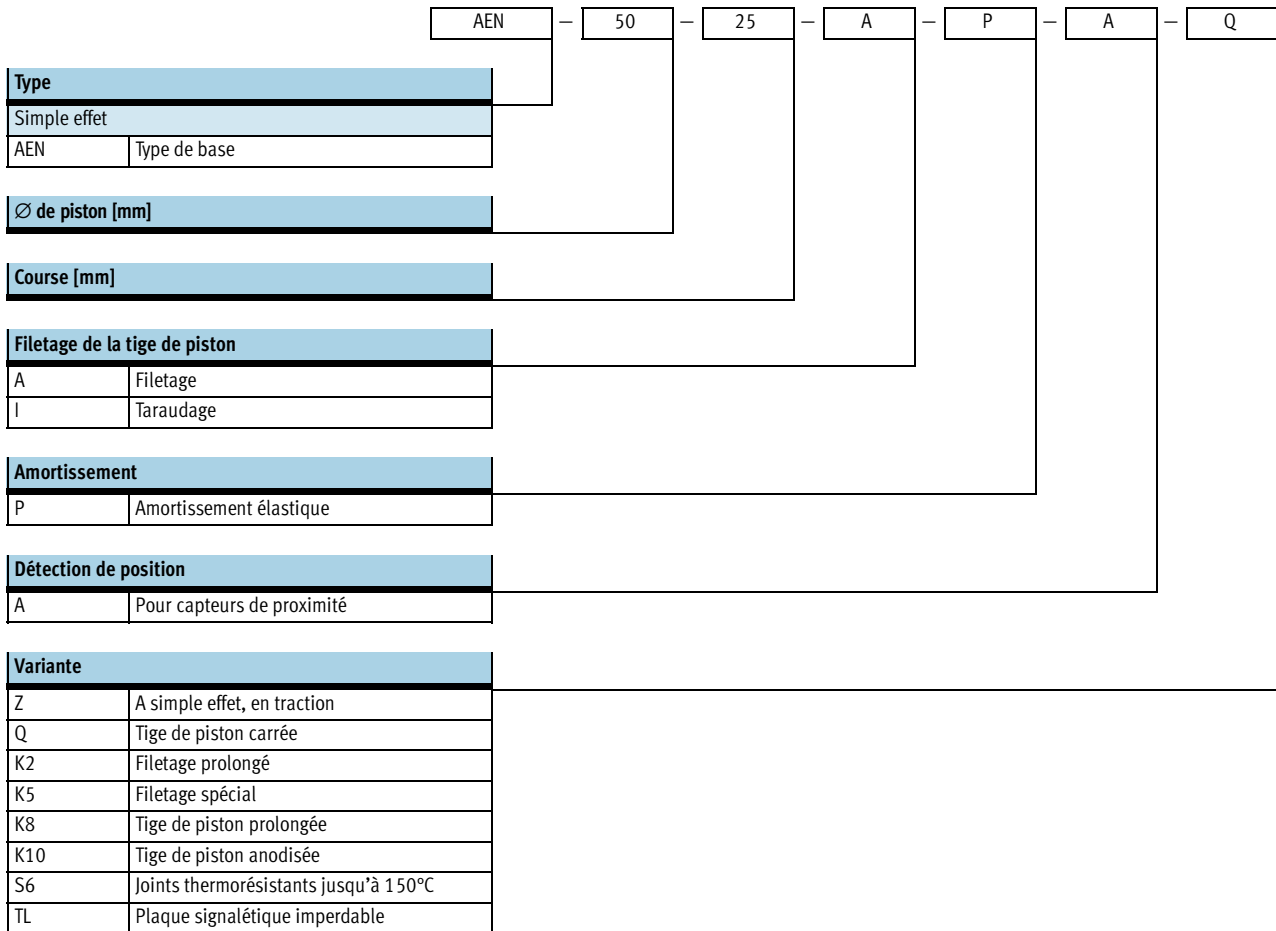 AEN — 50 — 25 — A — P — A — Q
Type
Simple effet
AEN Type de base
∅ de piston [mm]
Course [mm]
Filetage de la tige de piston
A Filetage
I Taraudage
Amortissement
P Amortissement élastique
Détection de position
A Pour capteurs de proximité
Variante
Z A simple effet, en traction
Q Tige de piston carrée
K2 Filetage prolongé
K5 Filetage spécial
K8 Tige de piston prolongée
K10 Tige de piston anodisée
S6 Joints thermorésistants jusqu’à 150°C
TL Plaque signalétique imperdable